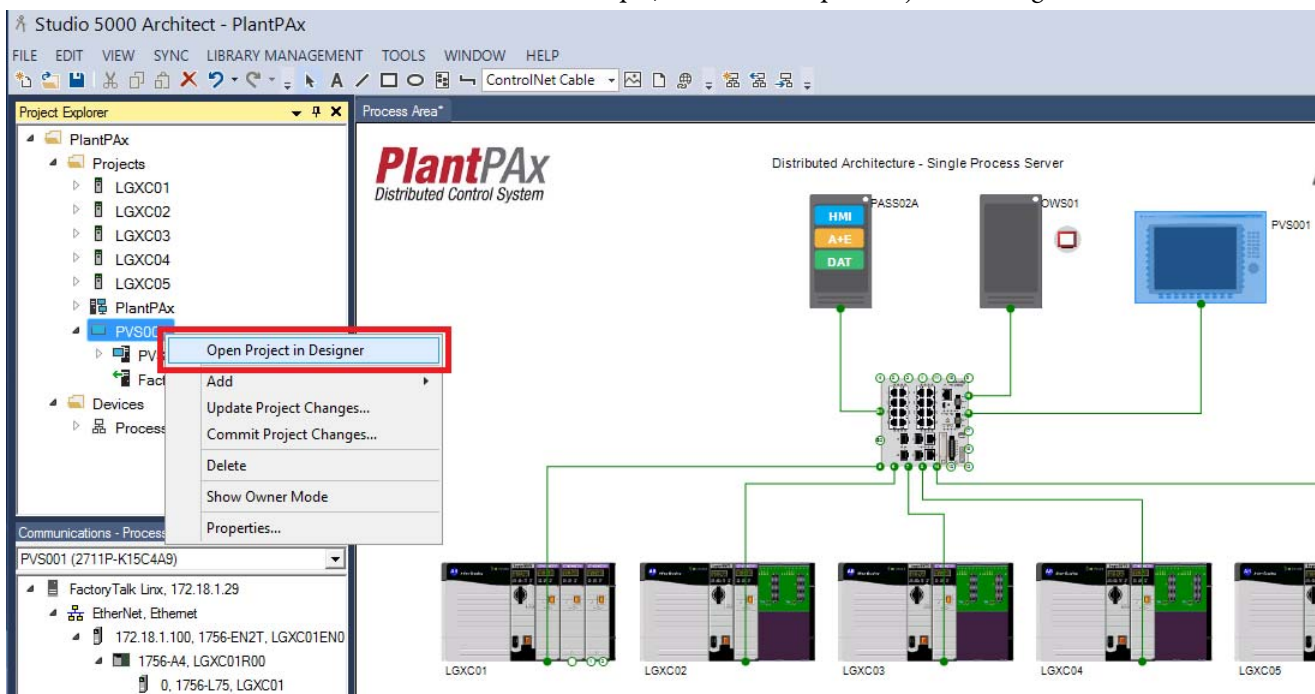 Studio 5000 Architect - PlantPAx
FILE EDIT VIEW SYNC LIBRARY MANAGEMENT TOOLS WINDOW HELP
ControlNet Cable
Project Explorer
PlantPAx
Projects
LGXC01
LGXC02
LGXC03
LGXC04
LGXC05
PlantPAx
PVS00
PVS
Fact
Devices
Process
Open Project in Designer
Add
Update Project Changes...
Commit Project Changes...
Delete
Show Owner Mode
Properties...
Communications - Process
PVS001 (2711P-K15C4A9)
FactoryTalk Linx, 172.18.1.29
EtherNet, Ethernet
172.18.1.100, 1756-EN2T, LGXC01EN0
1756-A4, LGXC01R00
0, 1756-L75, LGXC01
Process Area*
PlantPAx
Distributed Control System
Distributed Architecture - Single Process Server
PASS02A
HMI
A+E
DAT
OWS01
PVS001
LGXC01
LGXC02
LGXC03
LGXC04
LGXC05